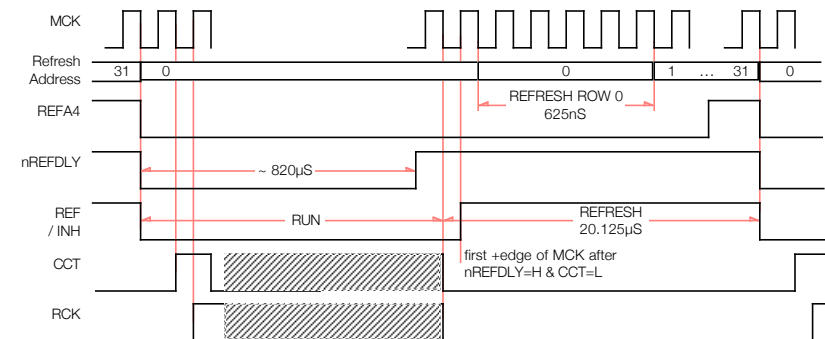 MCK
Refresh
Address
31 0 0 1 ... 31 0
REFA4
REFRESH ROW 0
625nS
nREFDLY
~ 820µS
REF
/ INH
RUN
REFRESH
20.125µS
CCT
first +edge of MCK after
nREFDLY=H & CCT=L
RCK